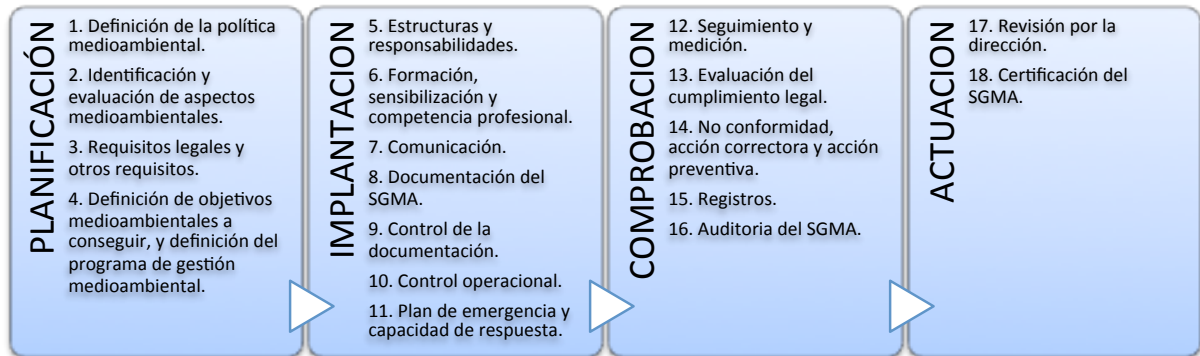 PLANIFICACIÓN
1. Definición de la política
medioambiental.
2. Identificación y
evaluación de aspectos
medioambientales.
3. Requisitos legales y
otros requisitos.
4. Definición de objetivos
medioambientales a
conseguir, y definición del
programa de gestión
medioambiental.
IMPLANTACION
5. Estructuras y
responsabilidades.
6. Formación,
sensibilización y
competencia profesional.
7. Comunicación.
8. Documentación del
SGMA.
9. Control de la
documentación.
10. Control operacional.
11. Plan de emergencia y
capacidad de respuesta.
COMPROBACION
12. Seguimiento y
medición.
13. Evaluación del
cumplimiento legal.
14. No conformidad,
acción correctora y acción
preventiva.
15. Registros.
16. Auditoria del SGMA.
ACTUACION
17. Revisión por la
dirección.
18. Certificación del
SGMA.